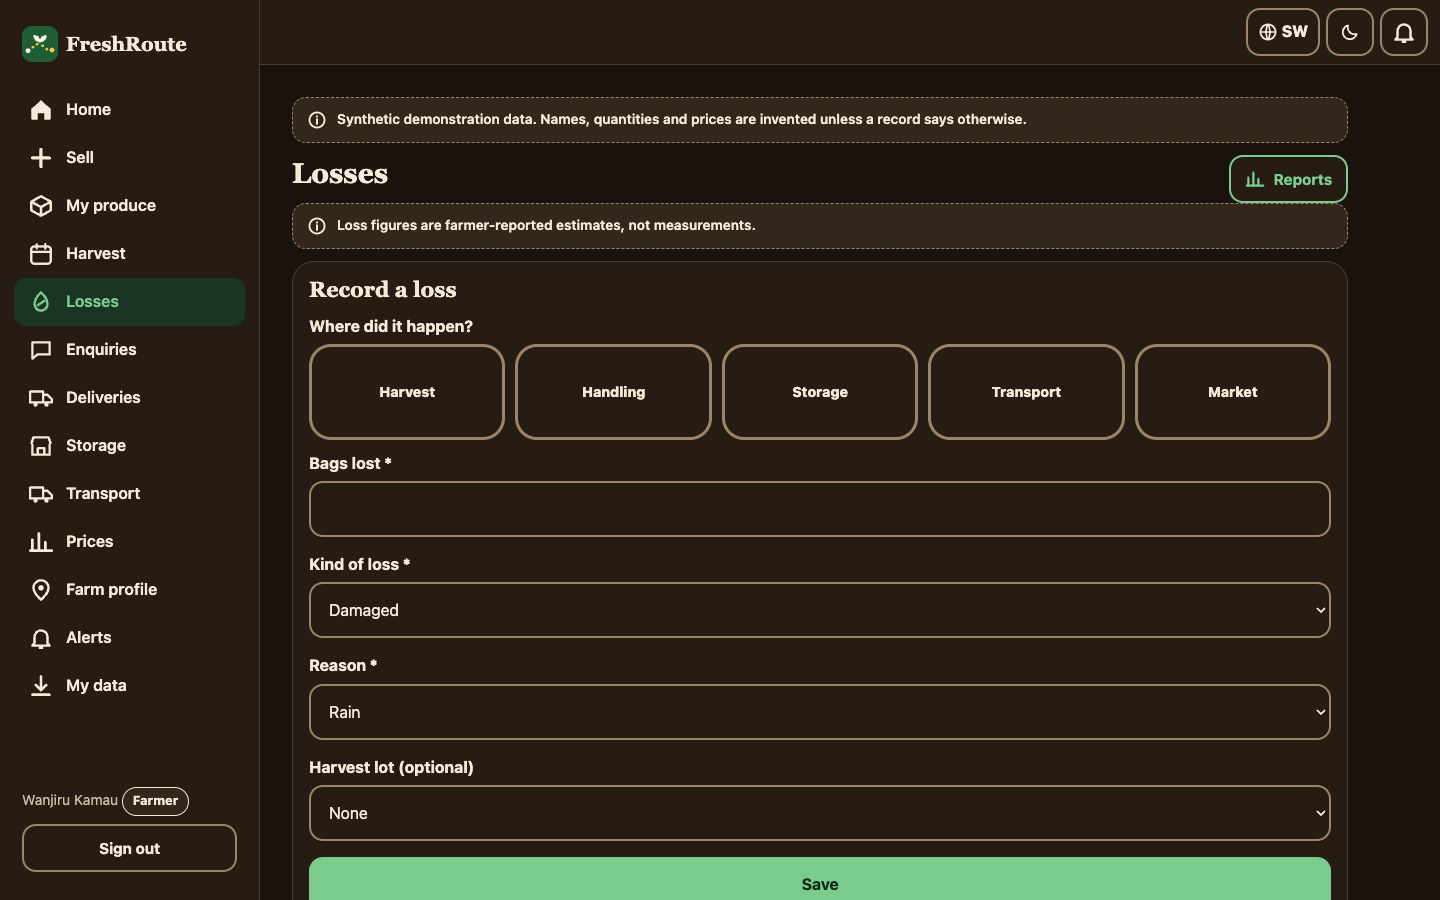 FreshRoute
SW
Home
Sell
My produce
Harvest
Losses
Enquiries
Deliveries
Storage
Transport
Prices
Farm profile
Alerts
My data
Wanjiru Kamau Farmer
Sign out
Synthetic demonstration data. Names, quantities and prices are invented unless a record says otherwise.
Losses
Reports
Loss figures are farmer-reported estimates, not measurements.
Record a loss
Where did it happen?
Harvest
Handling
Storage
Transport
Market
Bags lost *
Kind of loss *
Damaged
Reason *
Rain
Harvest lot (optional)
None
Save